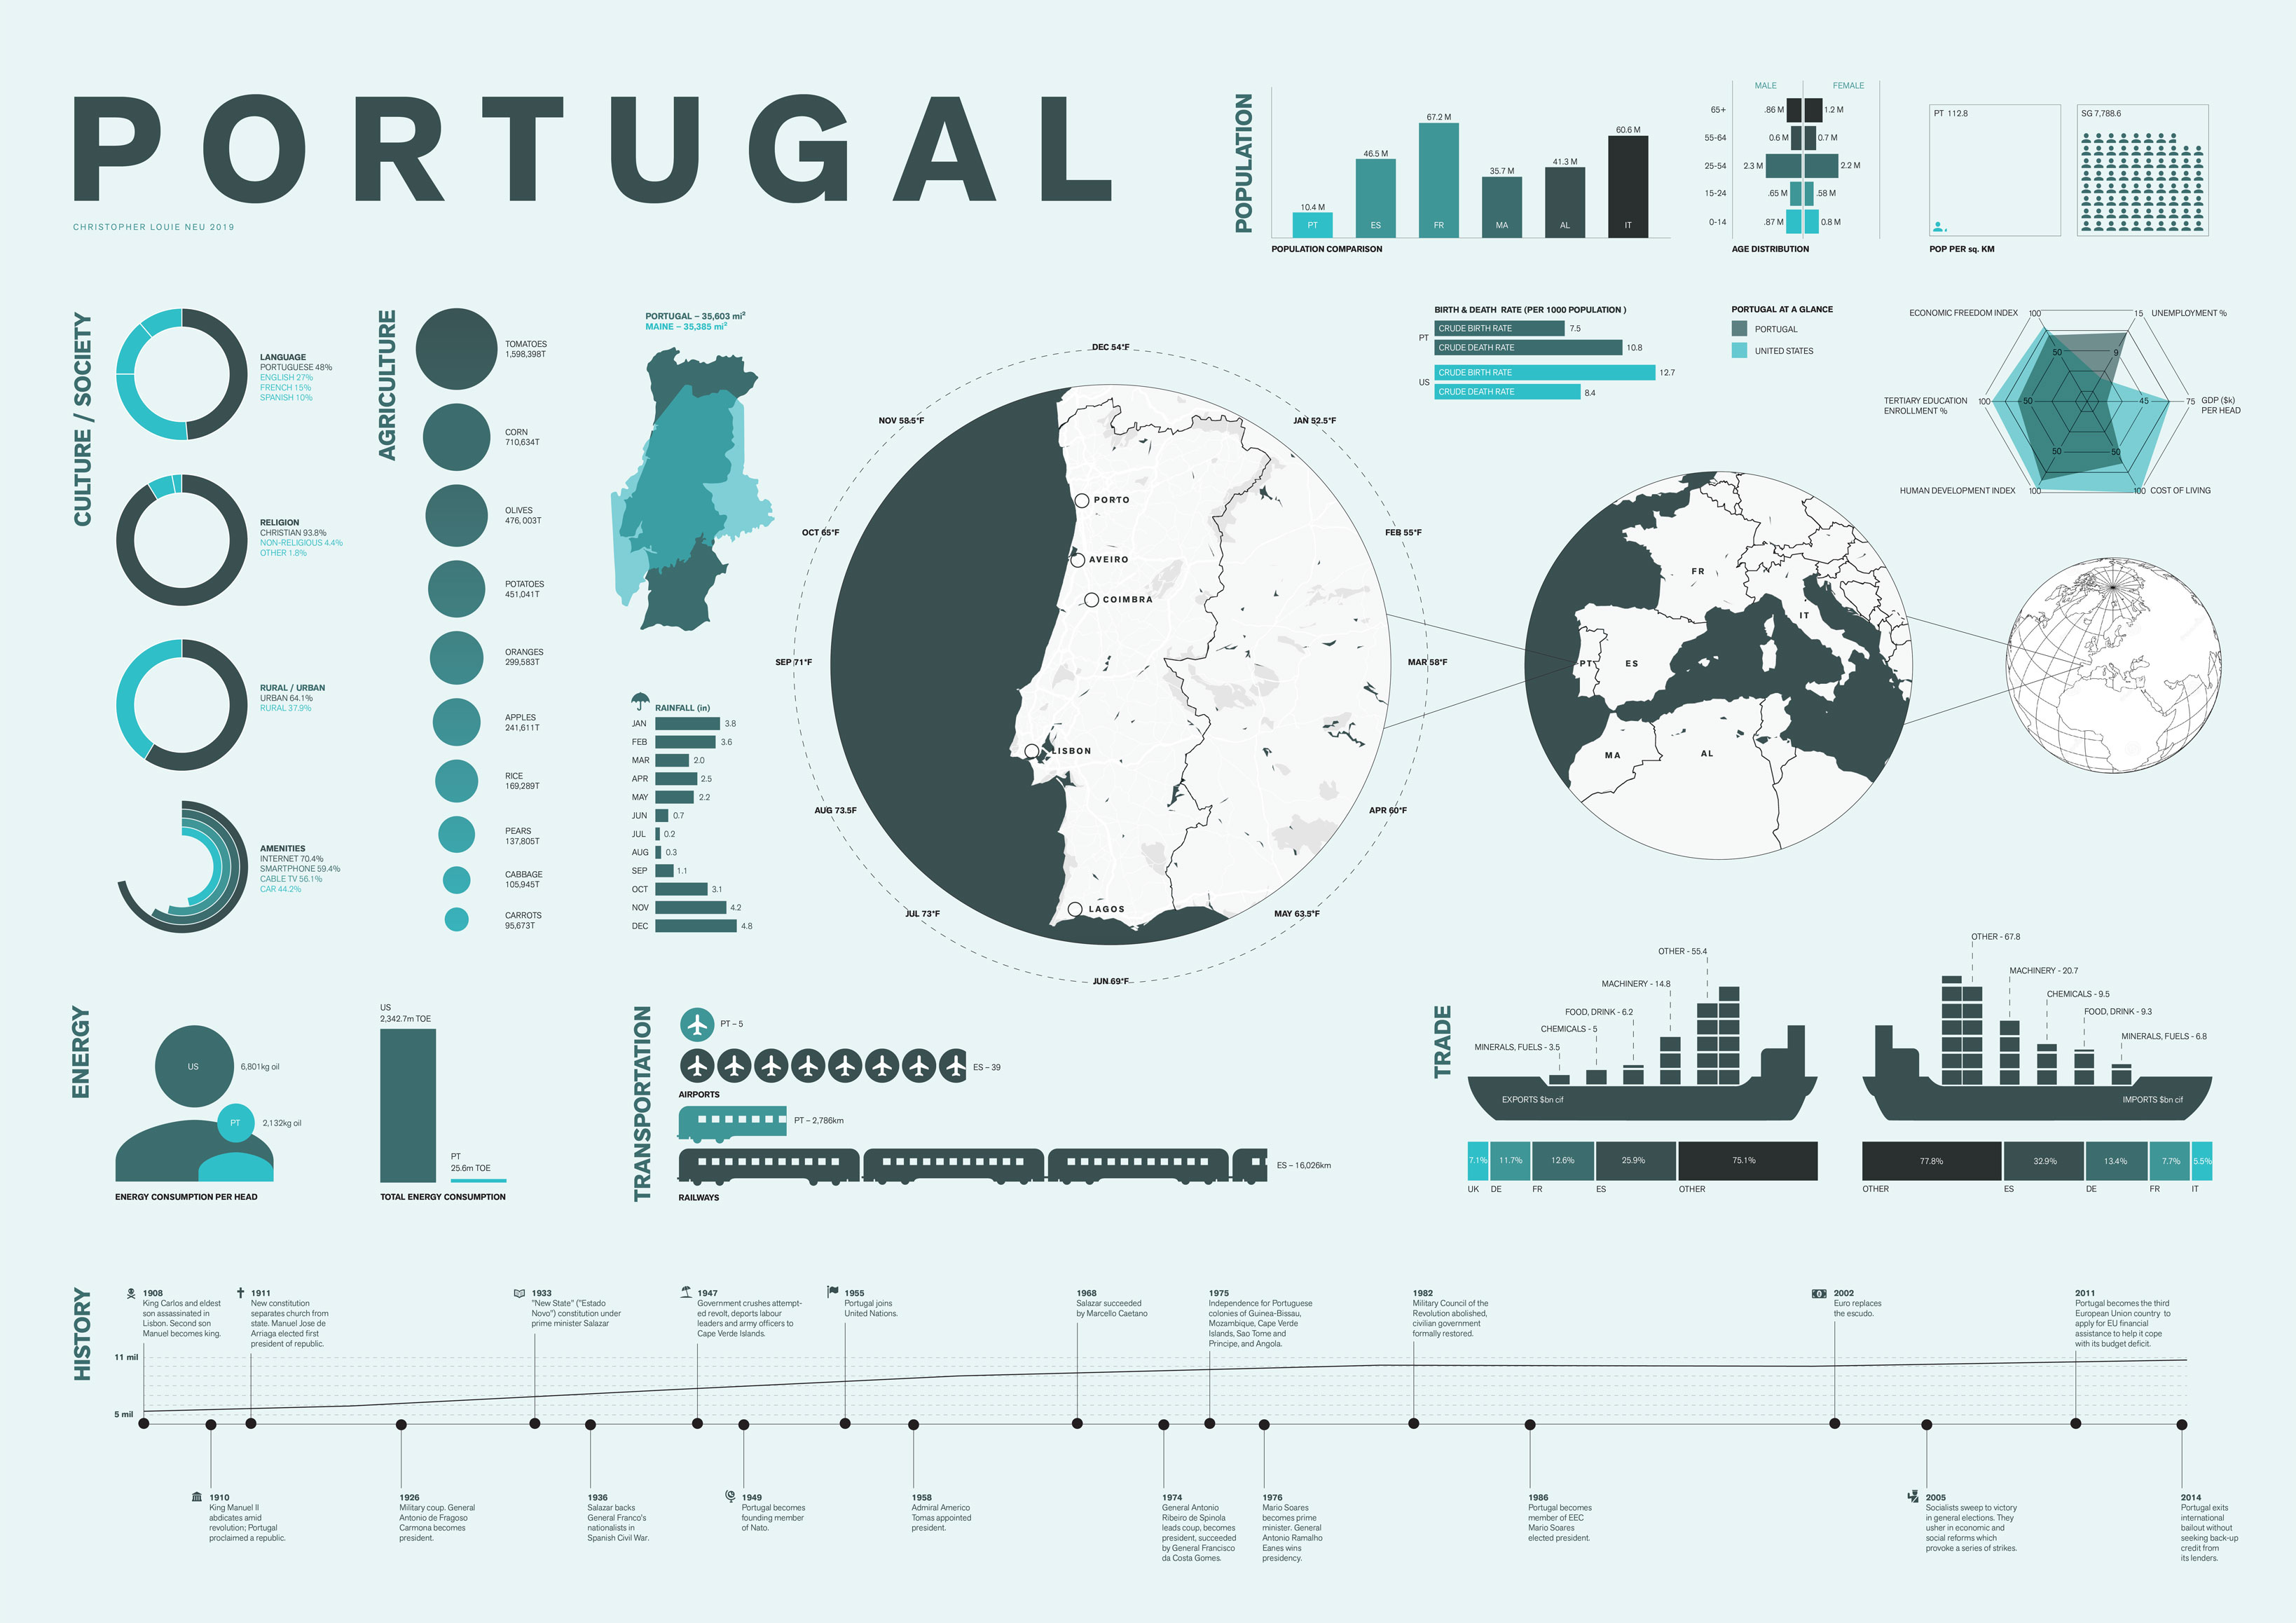 PORTUGAL
CHRISTOPHER LOUIE NEU 2019
POPULATION
10.4 M
46.5 M
67.2 M
35.7 M
41.3 M
60.6 M
PT
ES
FR
MA
AL
IT
POPULATION COMPARISON
MALE
FEMALE
65+
.86 M
1.2 M
55-64
0.6 M
0.7 M
25-54
2.3 M
2.2 M
15-24
.65 M
.58 M
0-14
.87 M
0.8 M
AGE DISTRIBUTION
PT 112.8
SG 7,788.6
POP PER sq. KM
CULTURE / SOCIETY
LANGUAGE
PORTUGUESE 48%
ENGLISH 27%
FRENCH 15%
SPANISH 10%
RELIGION
CHRISTIAN 93.8%
NON-RELIGIOUS 4.4%
OTHER 1.8%
RURAL / URBAN
URBAN 64.1%
RURAL 37.9%
AMENITIES
INTERNET 70.4%
SMARTPHONE 59.4%
CABLE TV 56.1%
CAR 44.2%
AGRICULTURE
TOMATOES
1,598,398T
CORN
710,634T
OLIVES
476, 003T
POTATOES
451,041T
ORANGES
299,583T
APPLES
241,611T
RICE
169,289T
PEARS
137,805T
CABBAGE
105,945T
CARROTS
95,673T
PORTUGAL – 35,603 mi²
MAINE – 35,385 mi²
RAINFALL (in)
JAN 3.8
FEB 3.6
MAR 2.0
APR 2.5
MAY 2.2
JUN 0.7
JUL 0.2
AUG 0.3
SEP 1.1
OCT 3.1
NOV 4.2
DEC 4.8
DEC 54°F
JAN 52.5°F
FEB 55°F
MAR 58°F
APR 60°F
MAY 63.5°F
JUN 69°F
JUL 73°F
AUG 73.5F
SEP 71°F
OCT 65°F
NOV 58.5°F
PORTO
AVEIRO
COIMBRA
LISBON
LAGOS
BIRTH & DEATH RATE (PER 1000 POPULATION )
PT
CRUDE BIRTH RATE 7.5
CRUDE DEATH RATE 10.8
US
CRUDE BIRTH RATE 12.7
CRUDE DEATH RATE 8.4
PORTUGAL AT A GLANCE
PORTUGAL
UNITED STATES
ECONOMIC FREEDOM INDEX 100
15 UNEMPLOYMENT %
50
9
TERTIARY EDUCATION
ENROLLMENT %
100
50
45
75
GDP ($k)
PER HEAD
50
50
HUMAN DEVELOPMENT INDEX 100
100 COST OF LIVING
FR
IT
PT
ES
MA
AL
ENERGY
US
6,801kg oil
PT
2,132kg oil
ENERGY CONSUMPTION PER HEAD
US
2,342.7m TOE
PT
25.6m TOE
TOTAL ENERGY CONSUMPTION
TRANSPORTATION
PT – 5
ES – 39
AIRPORTS
PT – 2,786km
ES – 16,026km
RAILWAYS
TRADE
OTHER - 55.4
MACHINERY - 14.8
FOOD, DRINK - 6.2
CHEMICALS - 5
MINERALS, FUELS - 3.5
EXPORTS $bn cif
7.1%
11.7%
12.6%
25.9%
75.1%
UK
DE
FR
ES
OTHER
OTHER - 67.8
MACHINERY - 20.7
CHEMICALS - 9.5
FOOD, DRINK - 9.3
MINERALS, FUELS - 6.8
IMPORTS $bn cif
77.8%
32.9%
13.4%
7.7%
5.5%
OTHER
ES
DE
FR
IT
HISTORY
11 mil
5 mil
1908
King Carlos and eldest
son assassinated in
Lisbon. Second son
Manuel becomes king.
1911
New constitution
separates church from
state. Manuel Jose de
Arriaga elected first
president of republic.
1933
"New State" ("Estado
Novo") constitution under
prime minister Salazar
1947
Government crushes attempt-
ed revolt, deports labour
leaders and army officers to
Cape Verde Islands.
1955
Portugal joins
United Nations.
1968
Salazar succeeded
by Marcello Caetano
1975
Independence for Portuguese
colonies of Guinea-Bissau,
Mozambique, Cape Verde
Islands, Sao Tome and
Principe, and Angola.
1982
Military Council of the
Revolution abolished,
civilian government
formally restored.
2002
Euro replaces
the escudo.
2011
Portugal becomes the third
European Union country to
apply for EU financial
assistance to help it cope
with its budget deficit.
1910
King Manuel II
abdicates amid
revolution; Portugal
proclaimed a republic.
1926
Military coup. General
Antonio de Fragoso
Carmona becomes
president.
1936
Salazar backs
General Franco's
nationalists in
Spanish Civil War.
1949
Portugal becomes
founding member
of Nato.
1958
Admiral Americo
Tomas appointed
president.
1974
General Antonio
Ribeiro de Spinola
leads coup, becomes
president, succeeded
by General Francisco
da Costa Gomes.
1976
Mario Soares
becomes prime
minister. General
Antonio Ramalho
Eanes wins
presidency.
1986
Portugal becomes
member of EEC
Mario Soares
elected president.
2005
Socialists sweep to victory
in general elections. They
usher in economic and
social reforms which
provoke a series of strikes.
2014
Portugal exits
international
bailout without
seeking back-up
credit from
its lenders.